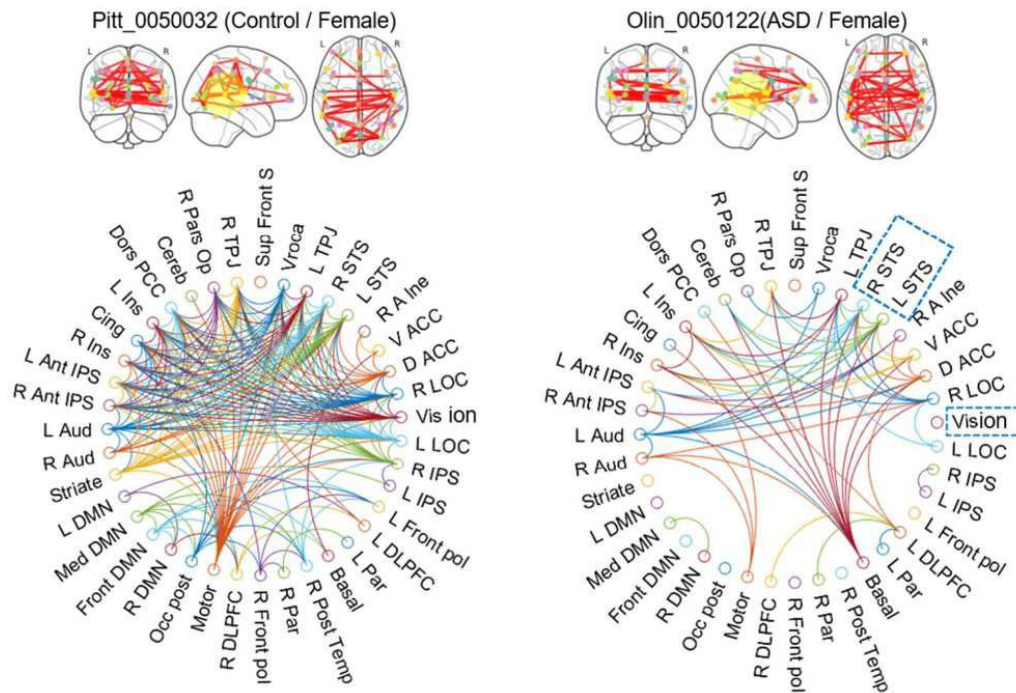 Pitt_0050032 (Control / Female)
L
R
L
R
Sup Front S
Vroca
L TPJ
R STS
L STS
R A Ine
V ACC
D ACC
R LOC
Vis ion
L LOC
R IPS
L IPS
L Front pol
L DLPFC
L Par
Basal
R Post Temp
R Par
R Front pol
R DLPFC
Motor
Occ post
R DMN
Front DMN
Med DMN
L DMN
Striate
R Aud
L Aud
R Ant IPS
L Ant IPS
R Ins
Cing
L Ins
Dors PCC
Cereb
R Pars Op
R TPJ
Olin_0050122(ASD / Female)
L
R
L
R
Sup Front S
Vroca
L TPJ
R STS
L STS
R A Ine
V ACC
D ACC
R LOC
Vision
L LOC
R IPS
L IPS
L Front pol
L DLPFC
L Par
Basal
R Post Temp
R Par
R Front pol
R DLPFC
Motor
Occ post
R DMN
Front DMN
Med DMN
L DMN
Striate
R Aud
L Aud
R Ant IPS
L Ant IPS
R Ins
Cing
L Ins
Dors PCC
Cereb
R Pars Op
R TPJ